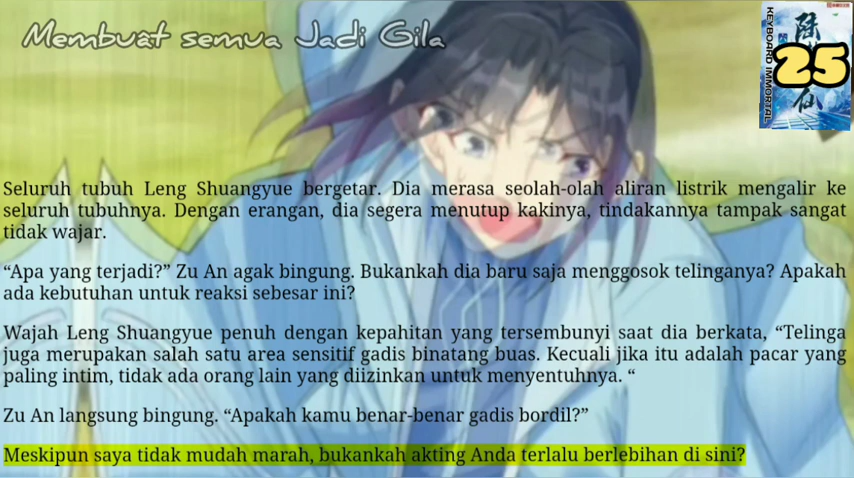 Membuat semua Jadi Gila
KEYBOARD IMMORTAL
25
Seluruh tubuh Leng Shuangyue bergetar. Dia merasa seolah-olah aliran listrik mengalir ke
seluruh tubuhnya. Dengan erangan, dia segera menutup kakinya, tindakannya tampak sangat
tidak wajar.
“Apa yang terjadi?” Zu An agak bingung. Bukankah dia baru saja menggosok telinganya? Apakah
ada kebutuhan untuk reaksi sebesar ini?
Wajah Leng Shuangyue penuh dengan kepahitan yang tersembunyi saat dia berkata, “Telinga
juga merupakan salah satu area sensitif gadis binatang buas. Kecuali jika itu adalah pacar yang
paling intim, tidak ada orang lain yang diizinkan untuk menyentuhnya. “
Zu An langsung bingung. “Apakah kamu benar-benar gadis bordil?”
Meskipun saya tidak mudah marah, bukankah akting Anda terlalu berlebihan di sini?